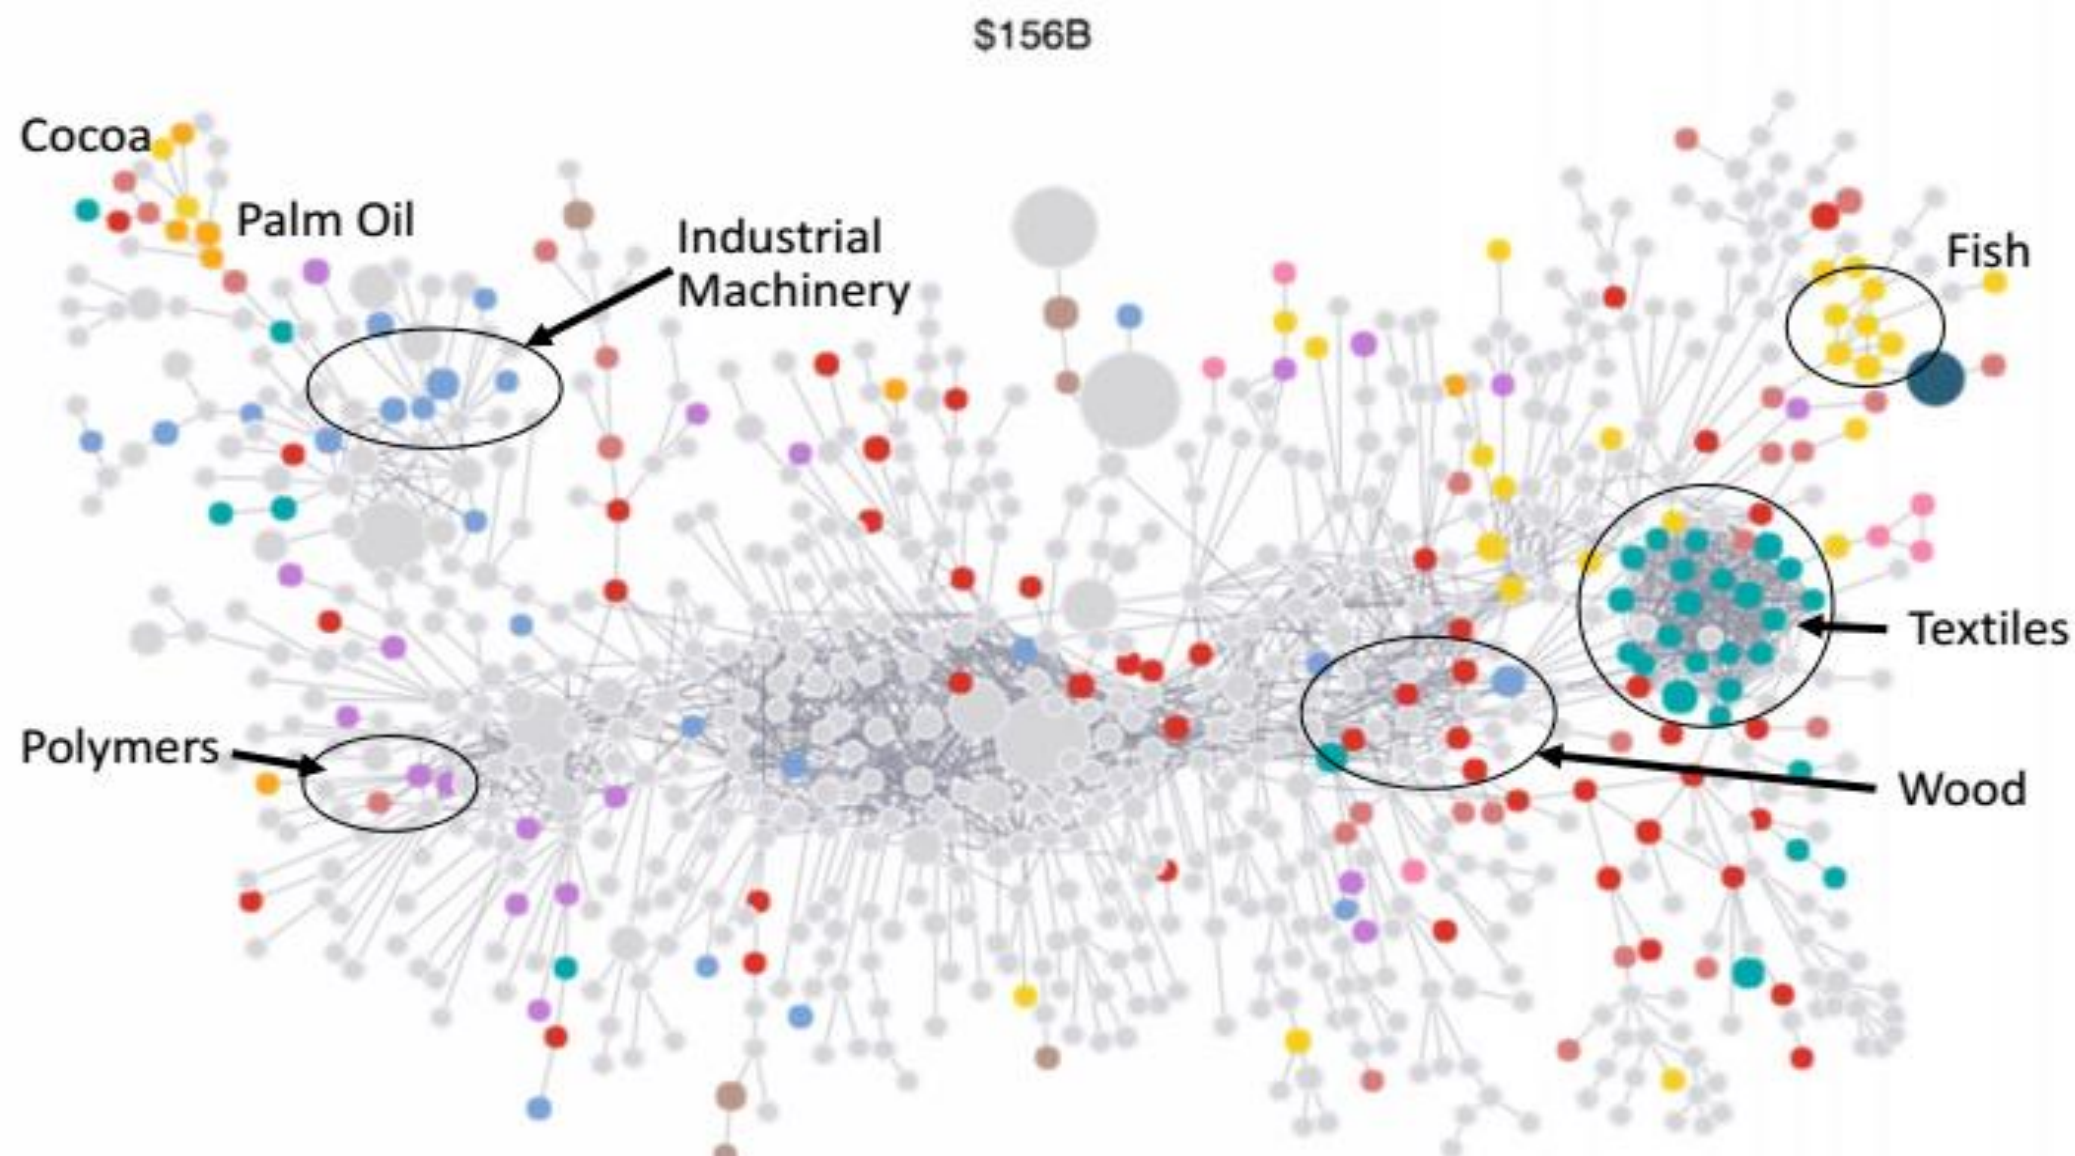 $156B
Cocoa
Palm Oil
Industrial
Machinery
Fish
Textiles
Polymers
Wood